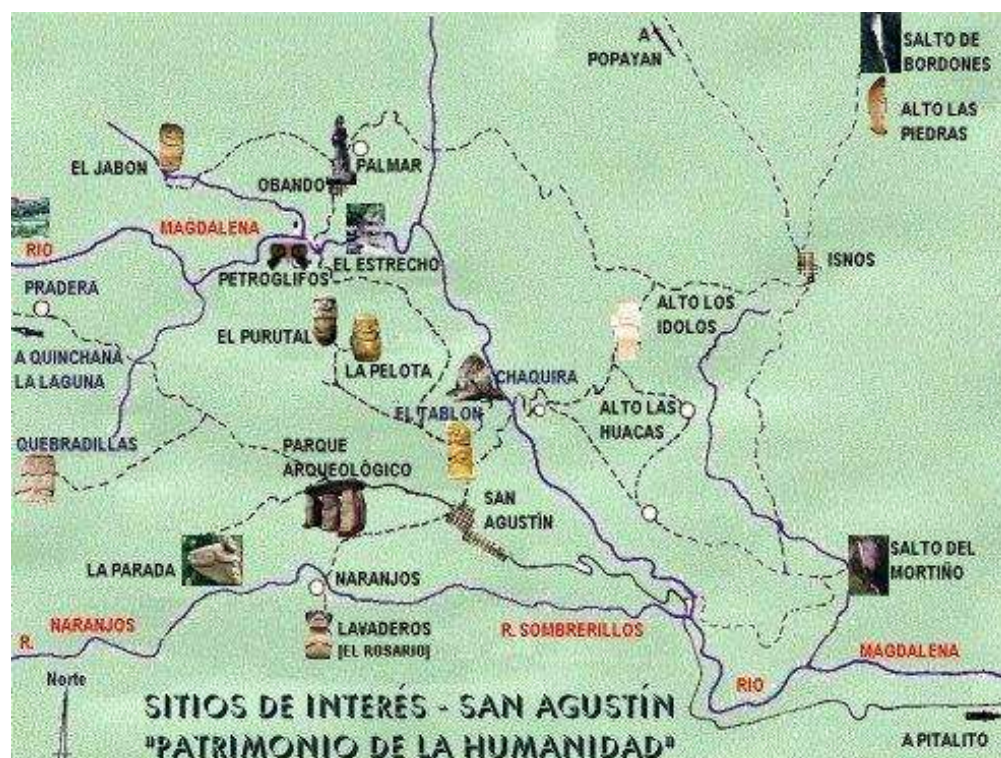 A
POPAYAN
SALTO DE
BORDONES
ALTO LAS
PIEDRAS
EL JABON
PALMAR
OBANDO
MAGDALENA
RIO
EL ESTRECHO
PETROGLIFOS
ISNOS
PRADERA
ALTO LOS
IDOLOS
EL PURUTAL
LA PELOTA
A QUINCHANA
LA LAGUNA
CHAQUIRA
EL TABLON
ALTO LAS
HUACAS
QUEBRADILLAS
PARQUE
ARQUEOLÓGICO
SAN
AGUSTÌN
LA PARADA
NARANJOS
SALTO DEL
MORTIÑO
R.
NARANJOS
LAVADEROS
[EL ROSARIO]
R. SOMBRERILLOS
MAGDALENA
RIO
Norte
SITIOS DE INTERÉS - SAN AGUSTÍN
"PATRIMONIO DE LA HUMANIDAD"
A PITALITO